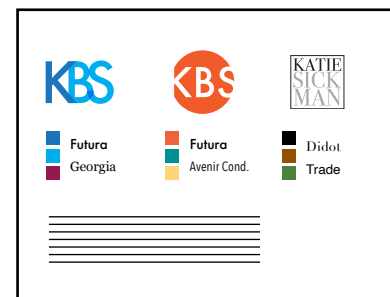 KBS
KBS
KATIE
SICK
MAN
Futura
Georgia
Futura
Avenir Cond.
Didot
Trade